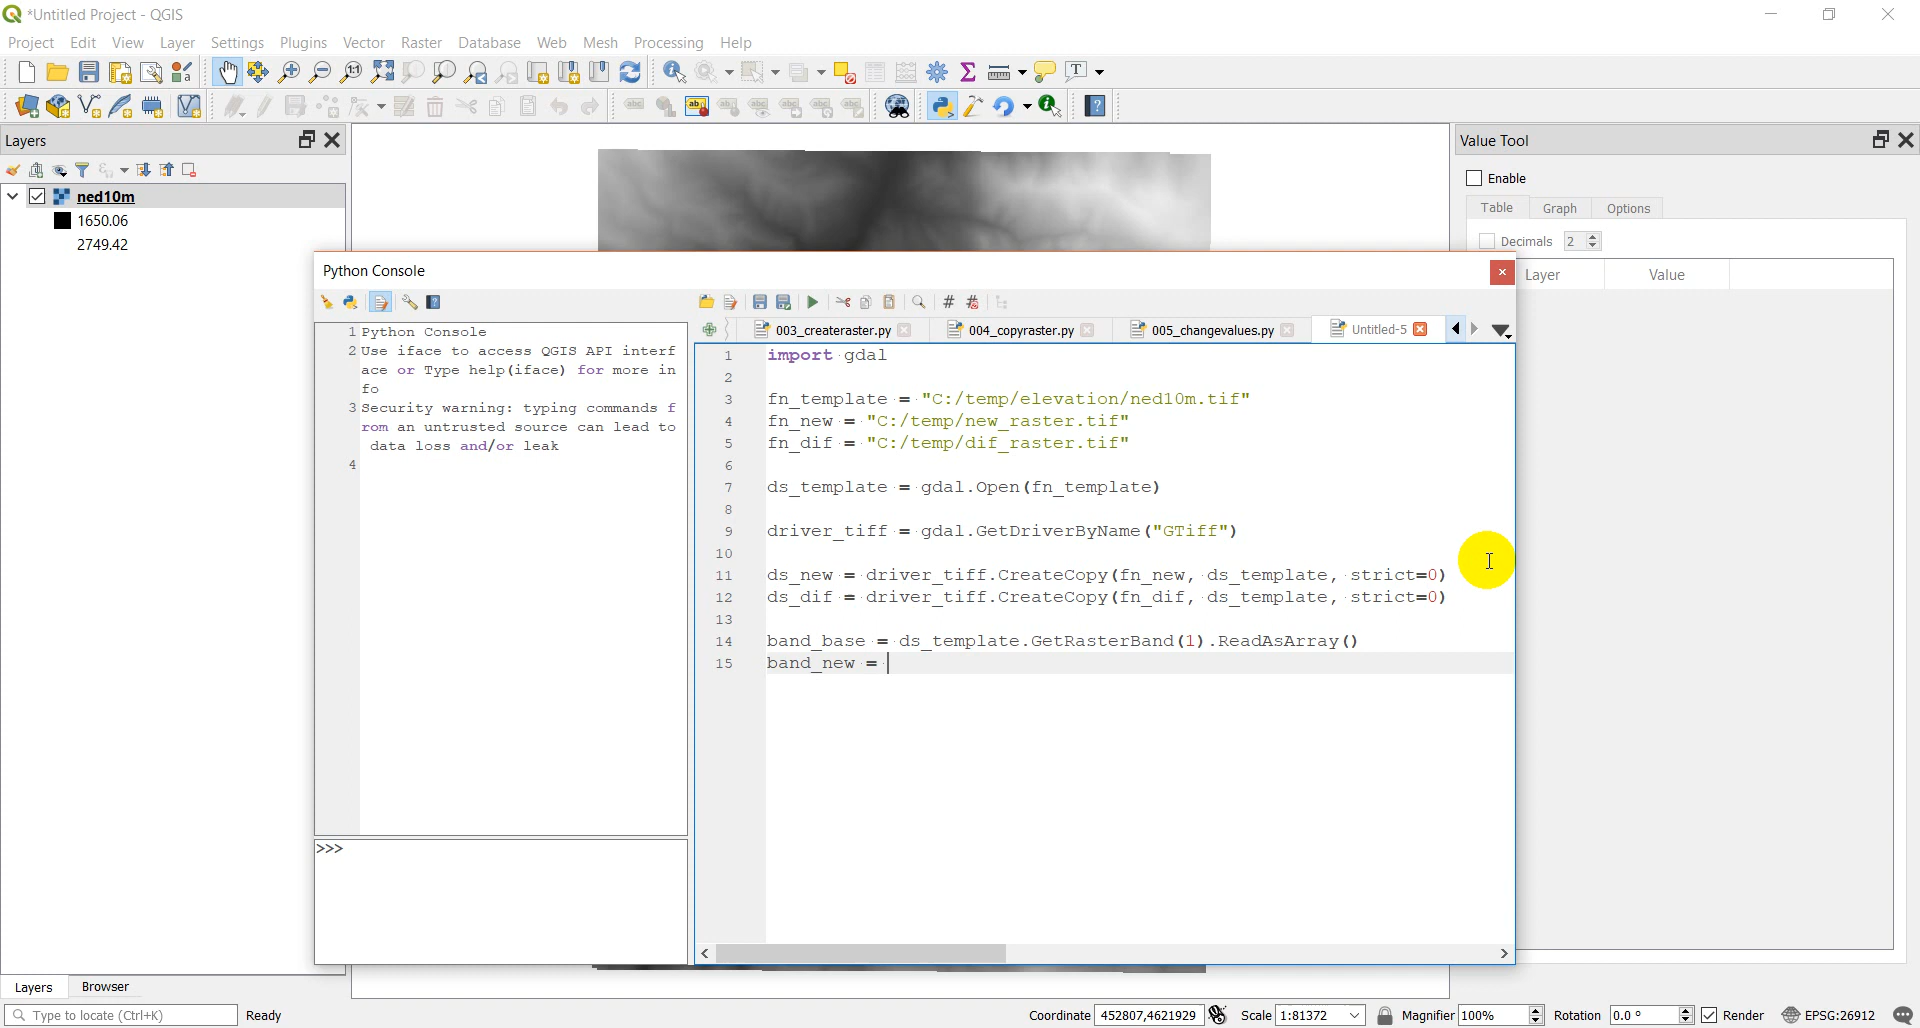 *Untitled Project - QGIS
Project Edit View Layer Settings Plugins Vector Raster Database Web Mesh Processing Help
Layers
ned10m
1650.06
2749.42
Value Tool
Enable
Table Graph Options
Decimals 2
Layer Value
Python Console
003_createraster.py 004_copyraster.py 005_changevalues.py Untitled-5
1 Python Console
2 Use iface to access QGIS API interf
ace or Type help(iface) for more in
fo
3 Security warning: typing commands f
rom an untrusted source can lead to
data loss and/or leak
4
>>>
1 import gdal
2
3 fn_template = "C:/temp/elevation/ned10m.tif"
4 fn_new = "C:/temp/new_raster.tif"
5 fn_dif = "C:/temp/dif_raster.tif"
6
7 ds_template = gdal.Open(fn_template)
8
9 driver_tiff = gdal.GetDriverByName("GTiff")
10
11 ds_new = driver_tiff.CreateCopy(fn_new, ds_template, strict=0)
12 ds_dif = driver_tiff.CreateCopy(fn_dif, ds_template, strict=0)
13
14 band_base = ds_template.GetRasterBand(1).ReadAsArray()
15 band_new =
Layers Browser
Type to locate (Ctrl+K) Ready Coordinate 452807,4621929 Scale 1:81372 Magnifier 100% Rotation 0.0 ° Render EPSG:26912